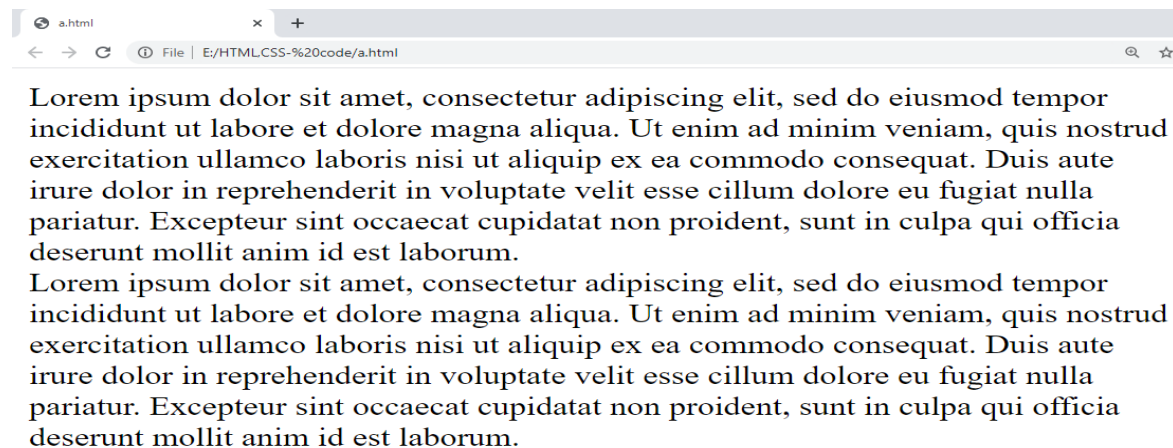 a.html
File | E:/HTML.CSS-%20code/a.html
Lorem ipsum dolor sit amet, consectetur adipiscing elit, sed do eiusmod tempor
incididunt ut labore et dolore magna aliqua. Ut enim ad minim veniam, quis nostrud
exercitation ullamco laboris nisi ut aliquip ex ea commodo consequat. Duis aute
irure dolor in reprehenderit in voluptate velit esse cillum dolore eu fugiat nulla
pariatur. Excepteur sint occaecat cupidatat non proident, sunt in culpa qui officia
deserunt mollit anim id est laborum.
Lorem ipsum dolor sit amet, consectetur adipiscing elit, sed do eiusmod tempor
incididunt ut labore et dolore magna aliqua. Ut enim ad minim veniam, quis nostrud
exercitation ullamco laboris nisi ut aliquip ex ea commodo consequat. Duis aute
irure dolor in reprehenderit in voluptate velit esse cillum dolore eu fugiat nulla
pariatur. Excepteur sint occaecat cupidatat non proident, sunt in culpa qui officia
deserunt mollit anim id est laborum.